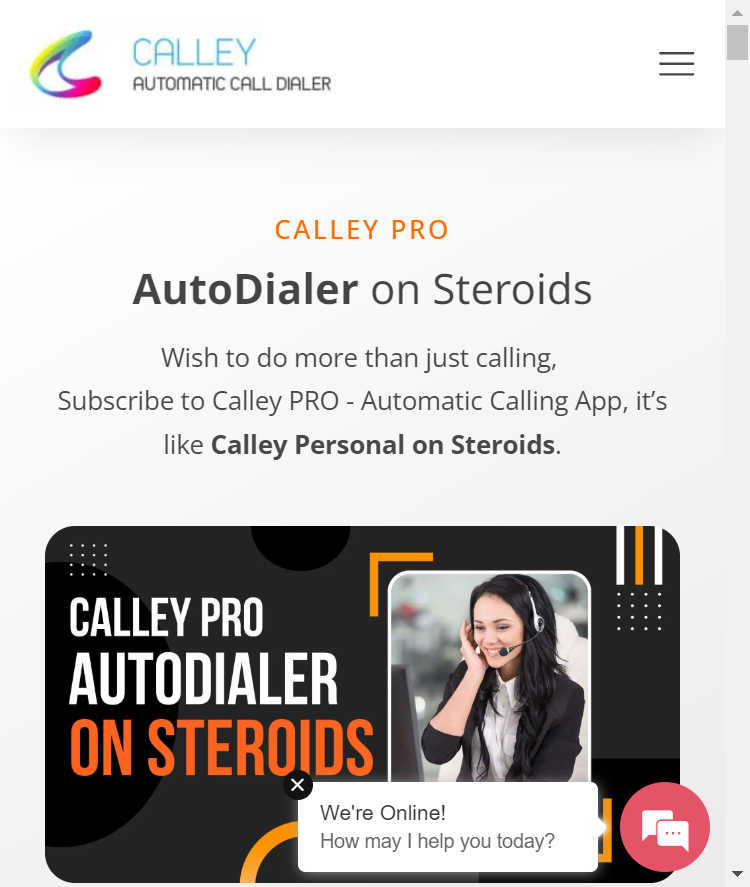 CALLEY
AUTOMATIC CALL DIALER
CALLEY PRO
AutoDialer on Steroids
Wish to do more than just calling,
Subscribe to Calley PRO - Automatic Calling App, it’s
like Calley Personal on Steroids.
CALLEY PRO
AUTODIALER
ON STEROIDS
We're Online!
How may I help you today?